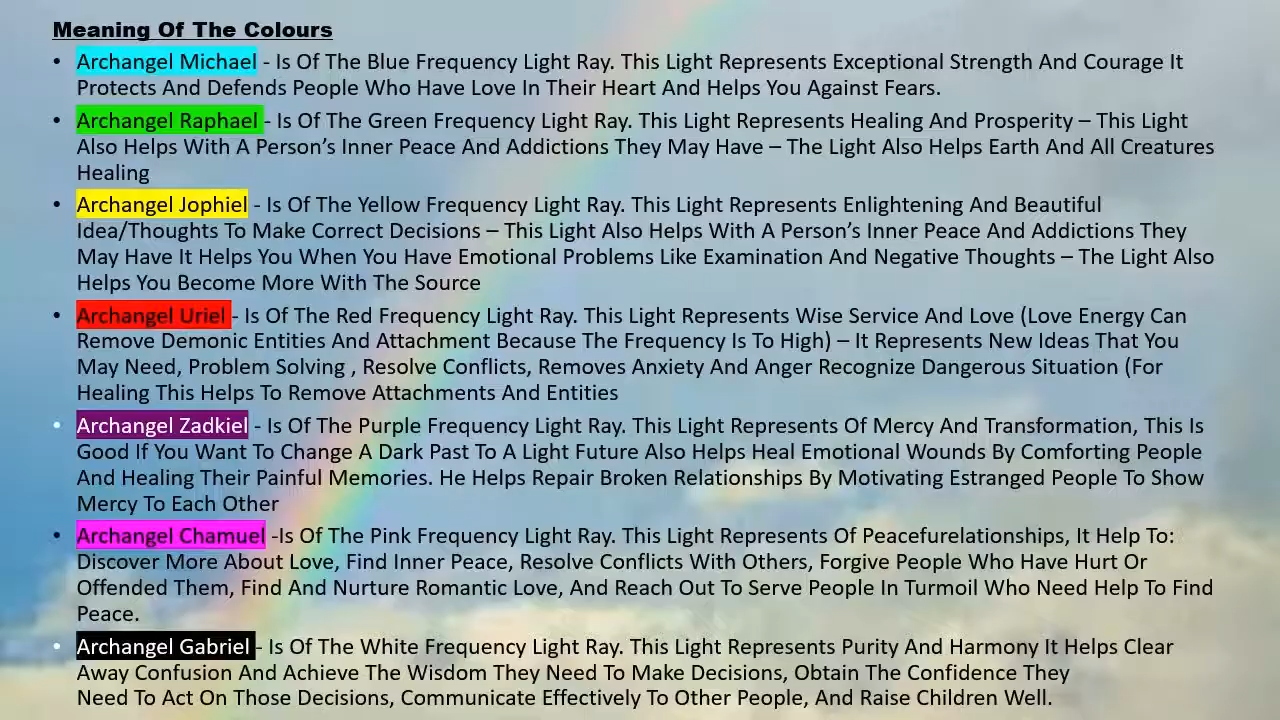 Meaning Of The Colours
• Archangel Michael - Is Of The Blue Frequency Light Ray. This Light Represents Exceptional Strength And Courage It
Protects And Defends People Who Have Love In Their Heart And Helps You Against Fears.
• Archangel Raphael - Is Of The Green Frequency Light Ray. This Light Represents Healing And Prosperity – This Light
Also Helps With A Person’s Inner Peace And Addictions They May Have – The Light Also Helps Earth And All Creatures
Healing
• Archangel Jophiel - Is Of The Yellow Frequency Light Ray. This Light Represents Enlightening And Beautiful
Idea/Thoughts To Make Correct Decisions – This Light Also Helps With A Person’s Inner Peace And Addictions They
May Have It Helps You When You Have Emotional Problems Like Examination And Negative Thoughts – The Light Also
Helps You Become More With The Source
• Archangel Uriel - Is Of The Red Frequency Light Ray. This Light Represents Wise Service And Love (Love Energy Can
Remove Demonic Entities And Attachment Because The Frequency Is To High) – It Represents New Ideas That You
May Need, Problem Solving , Resolve Conflicts, Removes Anxiety And Anger Recognize Dangerous Situation (For
Healing This Helps To Remove Attachments And Entities
• Archangel Zadkiel - Is Of The Purple Frequency Light Ray. This Light Represents Of Mercy And Transformation, This Is
Good If You Want To Change A Dark Past To A Light Future Also Helps Heal Emotional Wounds By Comforting People
And Healing Their Painful Memories. He Helps Repair Broken Relationships By Motivating Estranged People To Show
Mercy To Each Other
• Archangel Chamuel -Is Of The Pink Frequency Light Ray. This Light Represents Of Peacefurelationships, It Help To:
Discover More About Love, Find Inner Peace, Resolve Conflicts With Others, Forgive People Who Have Hurt Or
Offended Them, Find And Nurture Romantic Love, And Reach Out To Serve People In Turmoil Who Need Help To Find
Peace.
• Archangel Gabriel - Is Of The White Frequency Light Ray. This Light Represents Purity And Harmony It Helps Clear
Away Confusion And Achieve The Wisdom They Need To Make Decisions, Obtain The Confidence They
Need To Act On Those Decisions, Communicate Effectively To Other People, And Raise Children Well.